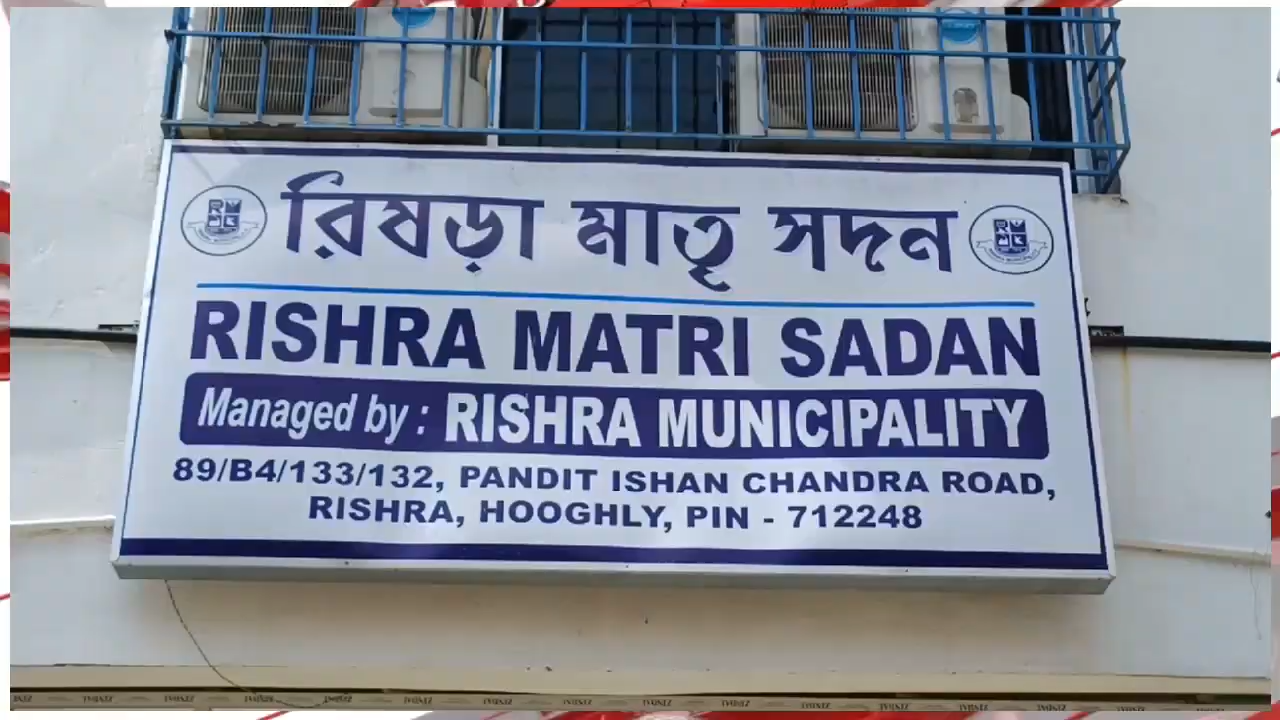 রিষড়া মাতৃ সদন
RISHRA MATRI SADAN
Managed by : RISHRA MUNICIPALITY
89/B4/133/132, PANDIT ISHAN CHANDRA ROAD,
RISHRA, HOOGHLY, PIN - 712248